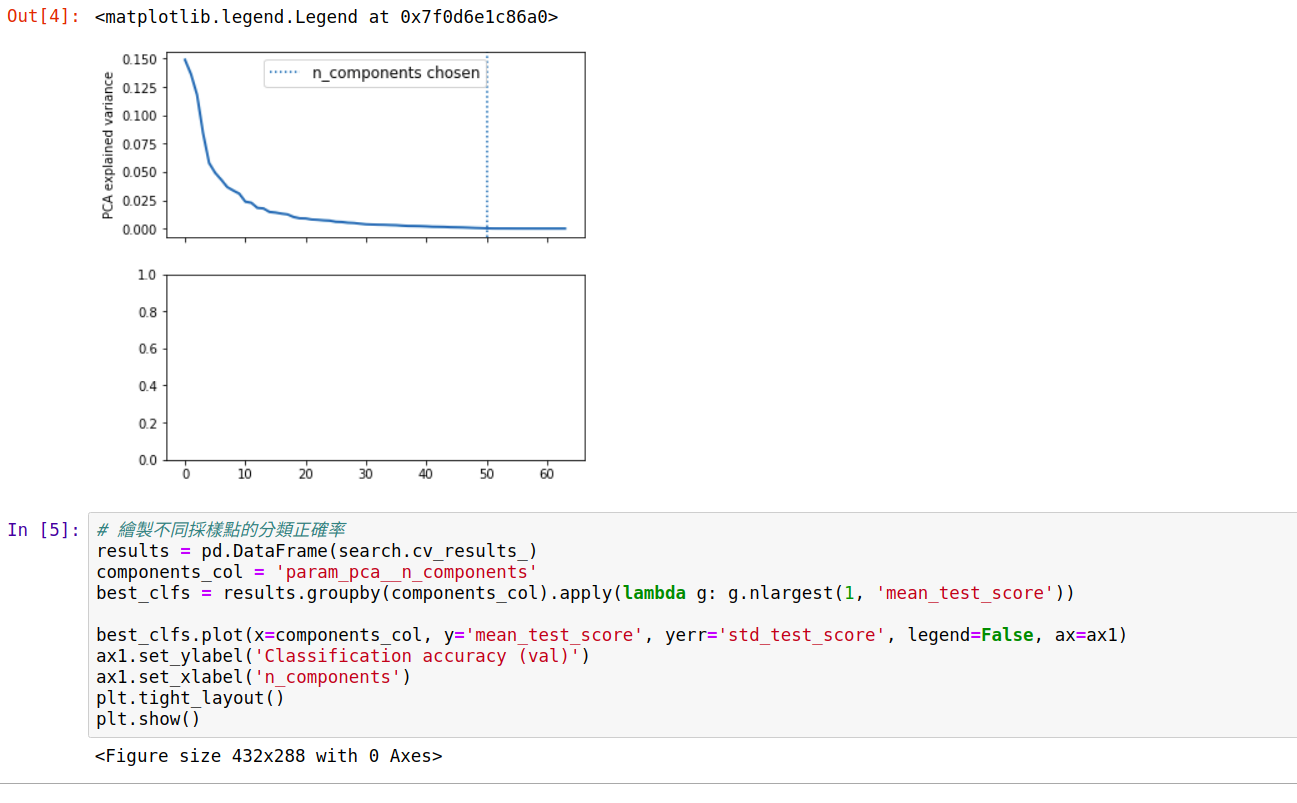 Out[4]: <matplotlib.legend.Legend at 0x7f0d6e1c86a0>
n_components chosen
PCA explained variance
0.150
0.125
0.100
0.075
0.050
0.025
0.000
1.0
0.8
0.6
0.4
0.2
0.0
0 10 20 30 40 50 60
In [5]: # 繪製不同採樣點的分類正確率
results = pd.DataFrame(search.cv_results_)
components_col = 'param_pca__n_components'
best_clfs = results.groupby(components_col).apply(lambda g: g.nlargest(1, 'mean_test_score'))
best_clfs.plot(x=components_col, y='mean_test_score', yerr='std_test_score', legend=False, ax=ax1)
ax1.set_ylabel('Classification accuracy (val)')
ax1.set_xlabel('n_components')
plt.tight_layout()
plt.show()
<Figure size 432x288 with 0 Axes>